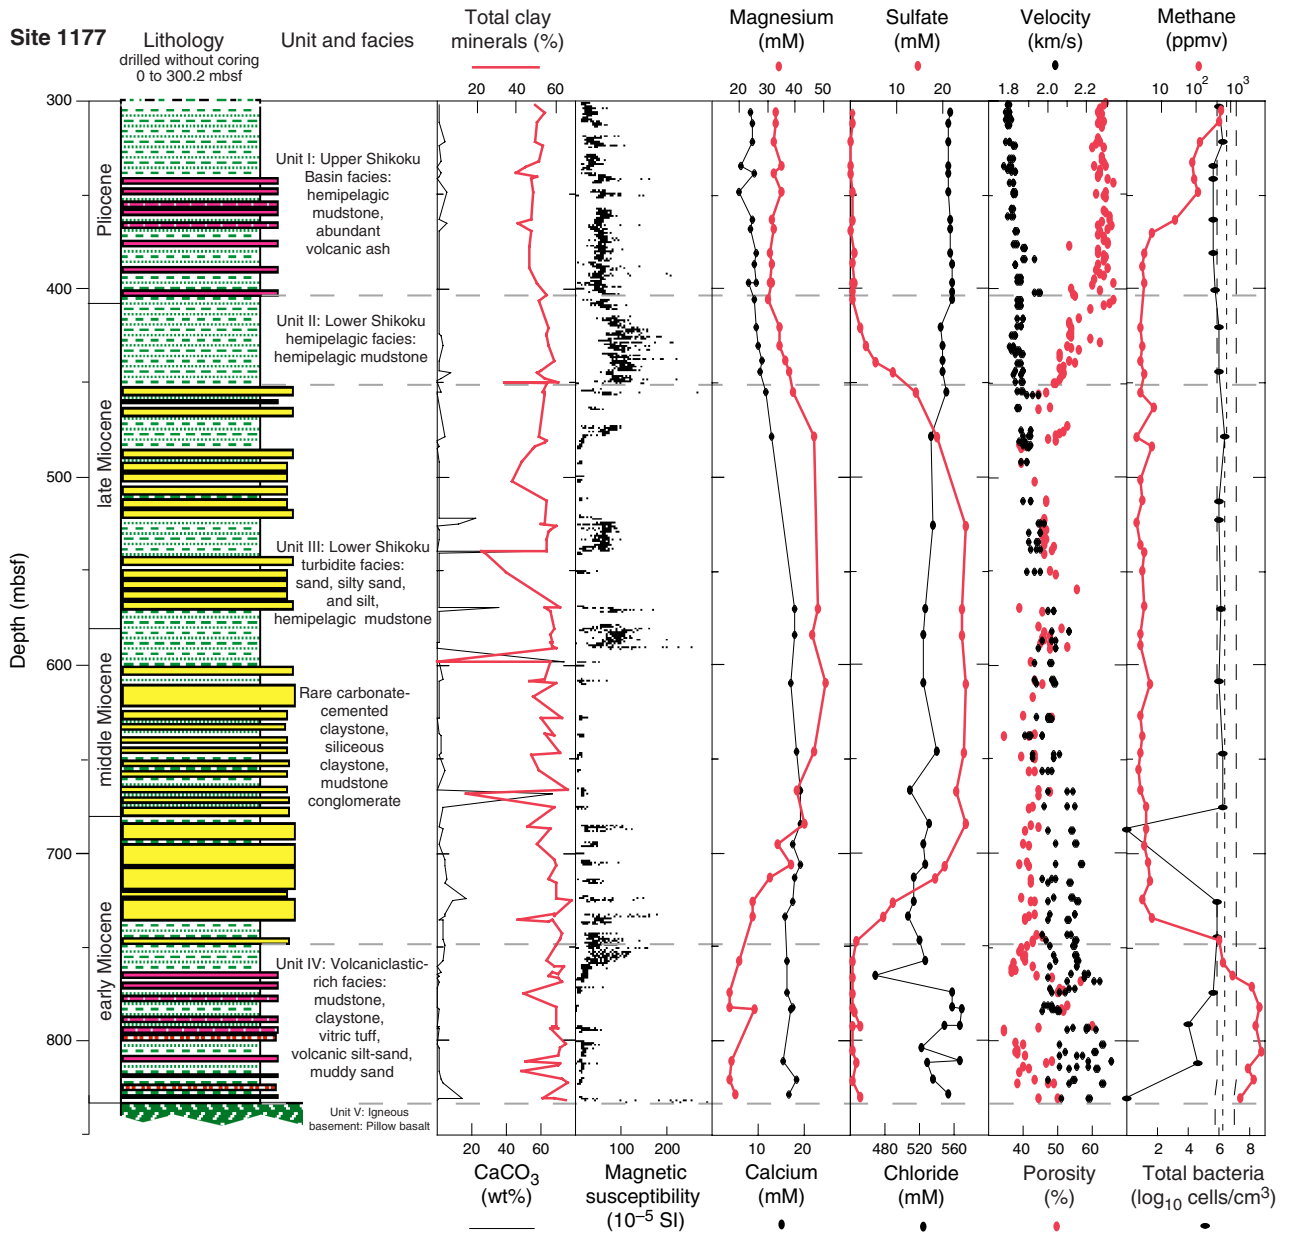 Site 1177
Lithology
drilled without coring
0 to 300.2 mbsf
Unit and facies
Total clay
minerals (%)
Magnesium
(mM)
Sulfate
(mM)
Velocity
(km/s)
Methane
(ppmv)
20 40 60
20 30 40 50
10 20
1.8 2.0 2.2
10 10² 10³
Depth (mbsf)
300
400
500
600
700
800
Pliocene
late Miocene
middle Miocene
early Miocene
Unit I: Upper Shikoku
Basin facies:
hemipelagic
mudstone,
abundant
volcanic ash
Unit II: Lower Shikoku
hemipelagic facies:
hemipelagic mudstone
Unit III: Lower Shikoku
turbidite facies:
sand, silty sand,
and silt,
hemipelagic mudstone
Rare carbonate-
cemented
claystone,
siliceous
claystone,
mudstone
conglomerate
Unit IV: Volcaniclastic-
rich facies:
mudstone,
claystone,
vitric tuff,
volcanic silt-sand,
muddy sand
Unit V: Igneous
basement: Pillow basalt
20 40 60
100 200
10 20
480 520 560
40 50 60
2 4 6 8
CaCO₃
(wt%)
Magnetic
susceptibility
(10⁻⁵ SI)
Calcium
(mM)
Chloride
(mM)
Porosity
(%)
Total bacteria
(log₁₀ cells/cm³)